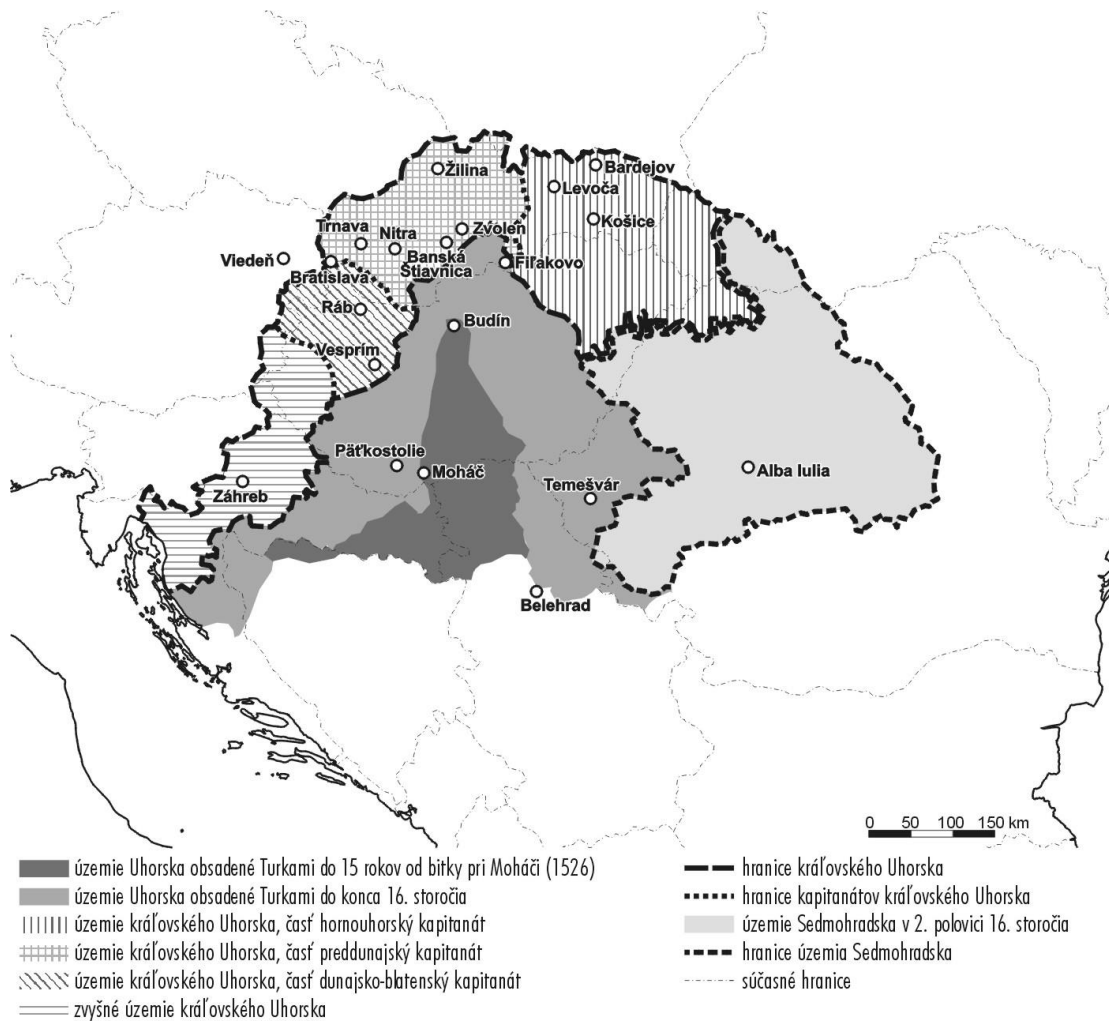 Žilina
Bardejov
Levoča
Košice
Trnava
Nitra
Zvolen
Banská
Štiavnica
Viedeň
Bratislava
Fiľakovo
Ráb
Budín
Vesprím
Päťkostolie
Moháč
Alba Iulia
Temešvár
Záhreb
Belehrad
0 50 100 150 km
územie Uhorska obsadené Turkami do 15 rokov od bitky pri Moháči (1526)
územie Uhorska obsadené Turkami do konca 16. storočia
územie kráľovského Uhorska, časť hornouhorský kapitanát
územie kráľovského Uhorska, časť preddunajský kapitanát
územie kráľovského Uhorska, časť dunajsko-blatenský kapitanát
zvyšné územie kráľovského Uhorska
hranice kráľovského Uhorska
hranice kapitanátov kráľovského Uhorska
územie Sedmohradska v 2. polovici 16. storočia
hranice územia Sedmohradska
súčasné hranice